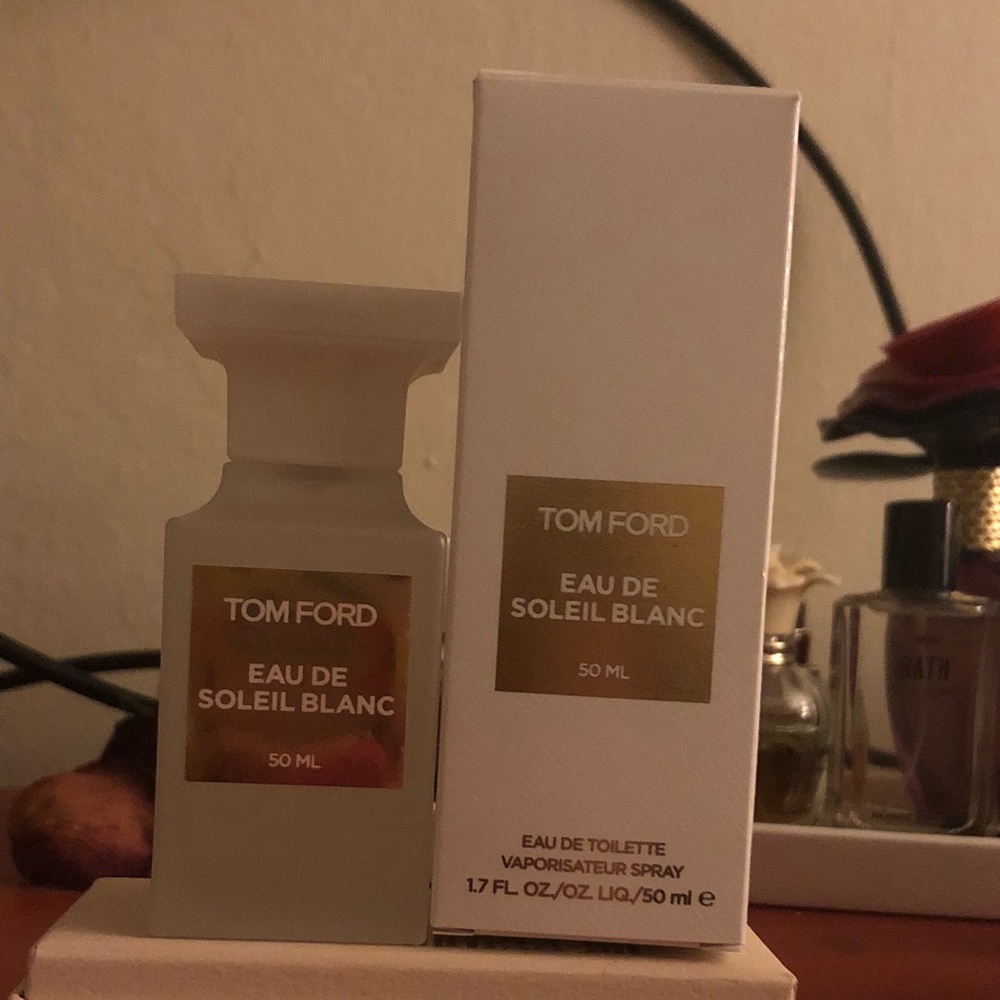 TOM FORD
EAU DE
SOLEIL BLANC
50 ML
TOM FORD
EAU DE
SOLEIL BLANC
50 ML
EAU DE TOILETTE
VAPORISATEUR SPRAY
1.7 FL. OZ./OZ. LIQ./50 ml ℮